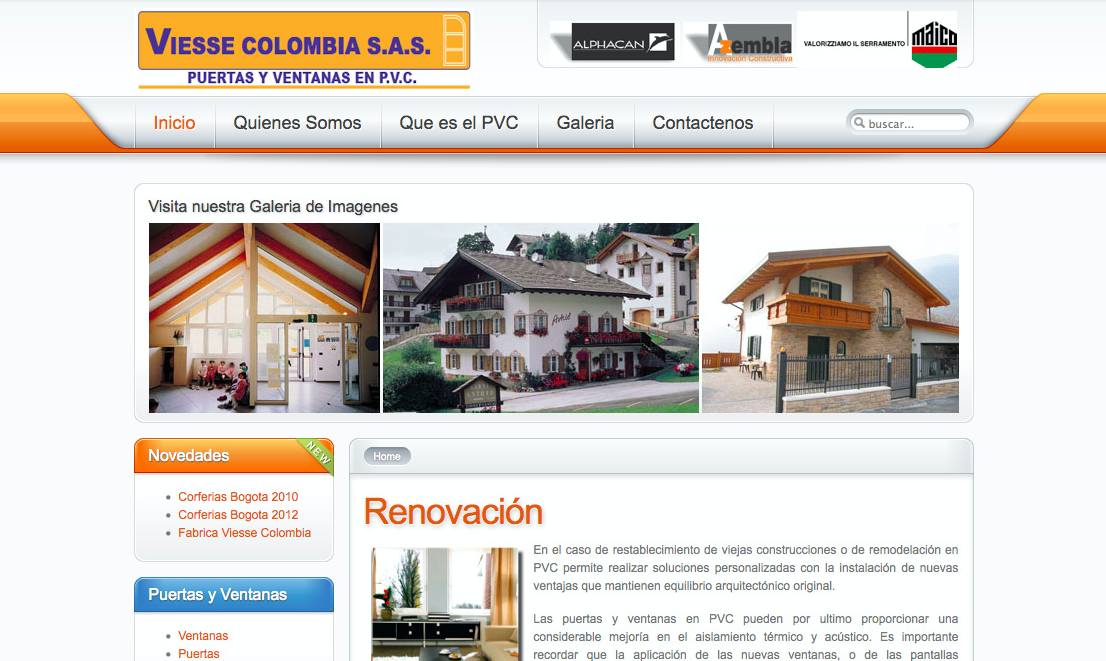 VIESSE COLOMBIA S.A.S.
PUERTAS Y VENTANAS EN P.V.C.
ALPHACAN
Azembla
Innovación Constructiva
VALORIZZIAMO IL SERRAMENTO
MAICO
Inicio
Quienes Somos
Que es el PVC
Galeria
Contactenos
buscar...
Visita nuestra Galeria de Imagenes
Novedades
NEW
Corferias Bogota 2010
Corferias Bogota 2012
Fabrica Viesse Colombia
Puertas y Ventanas
Ventanas
Puertas
Home
Renovación
En el caso de restablecimiento de viejas construcciones o de remodelación en
PVC permite realizar soluciones personalizadas con la instalación de nuevas
ventajas que mantienen equilibrio arquitectónico original.
Las puertas y ventanas en PVC pueden por ultimo proporcionar una
considerable mejoría en el aislamiento térmico y acústico. Es importante
recordar que la aplicación de las nuevas ventanas, o de las pantallas